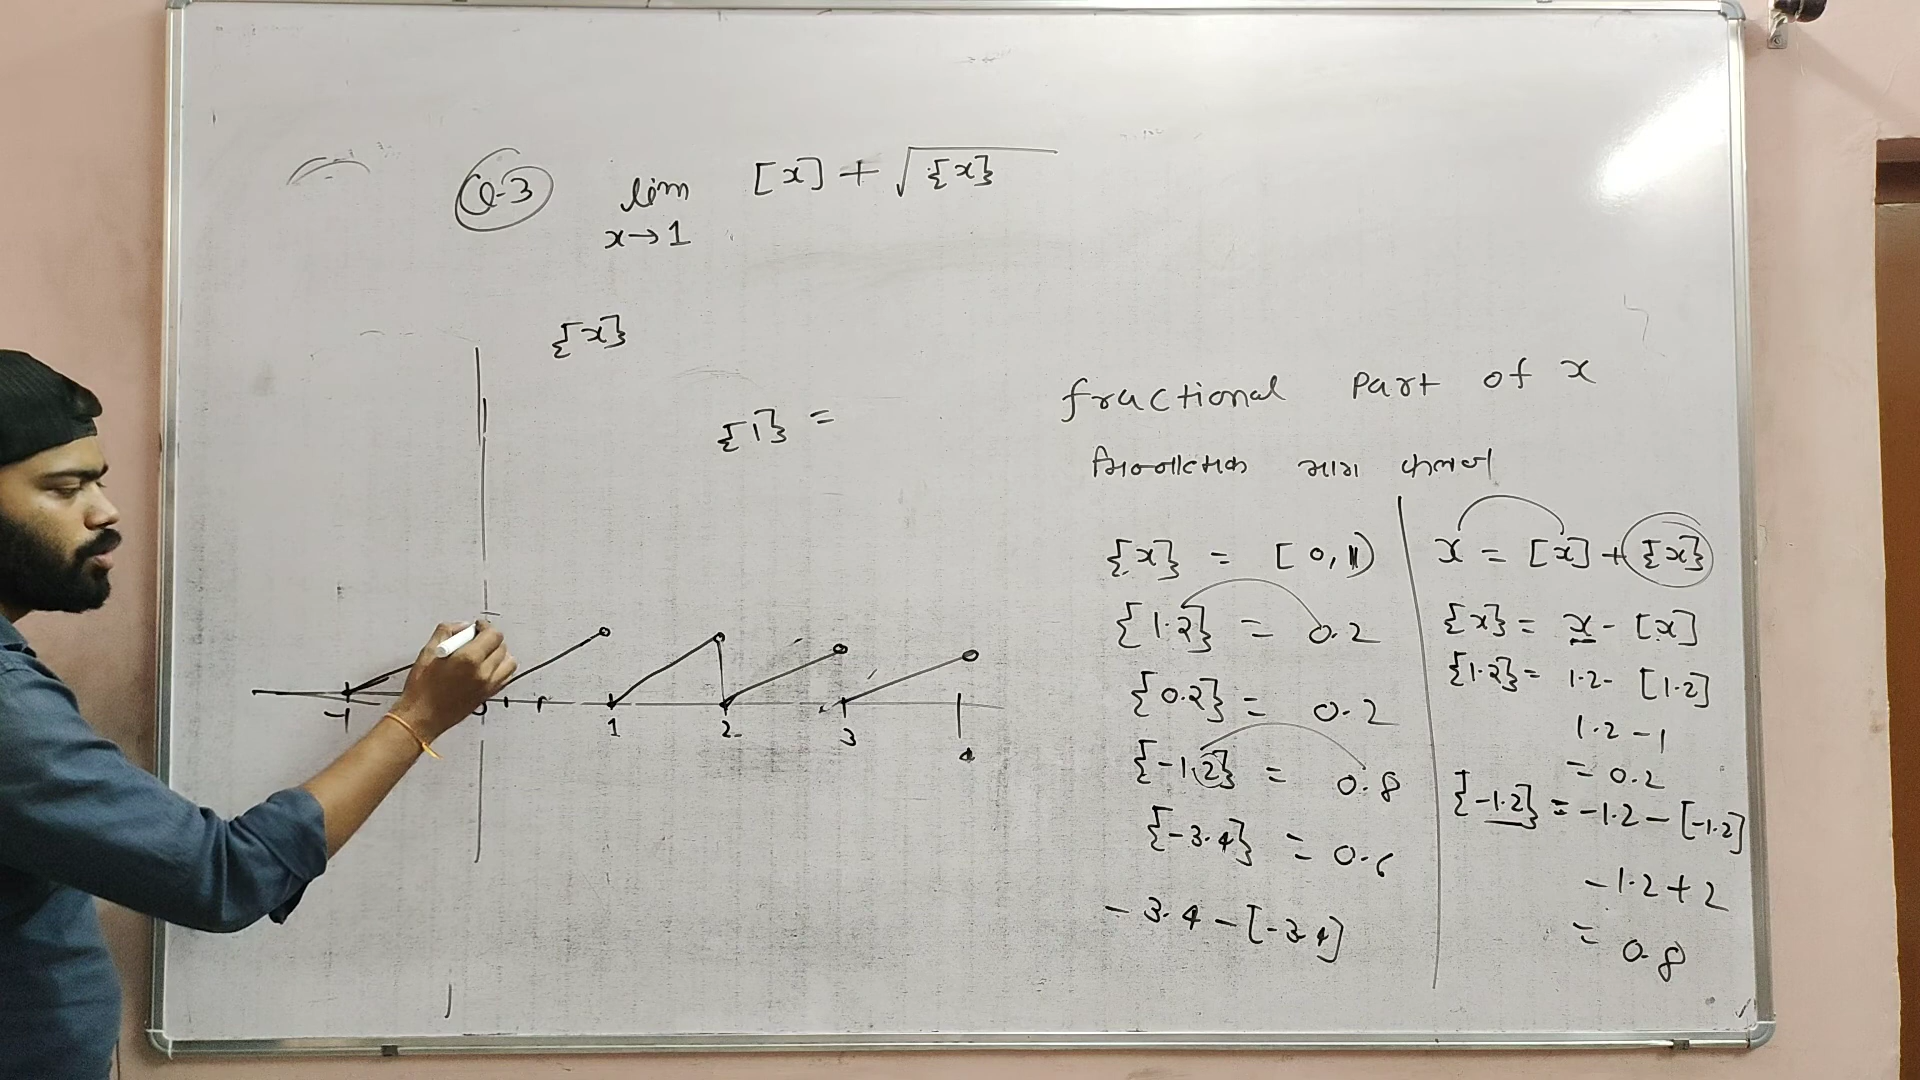 Q-3 lim x→1 [x] + √{x}
{x}
{1} =
fractional Part of x
भाग फलन
{x} = [0,1)
{1.2} = 0.2
{0.2} = 0.2
{-1.2} = 0.8
{-3.4} = 0.6
-3.4-[-3.4]
x = [x]+{x}
{x} = x - [x]
{1.2} = 1.2- [1.2]
1.2 -1
= 0.2
{-1.2} = -1.2 - [-1.2]
-1.2+2
= 0.8
-1 0 1 2 3 4